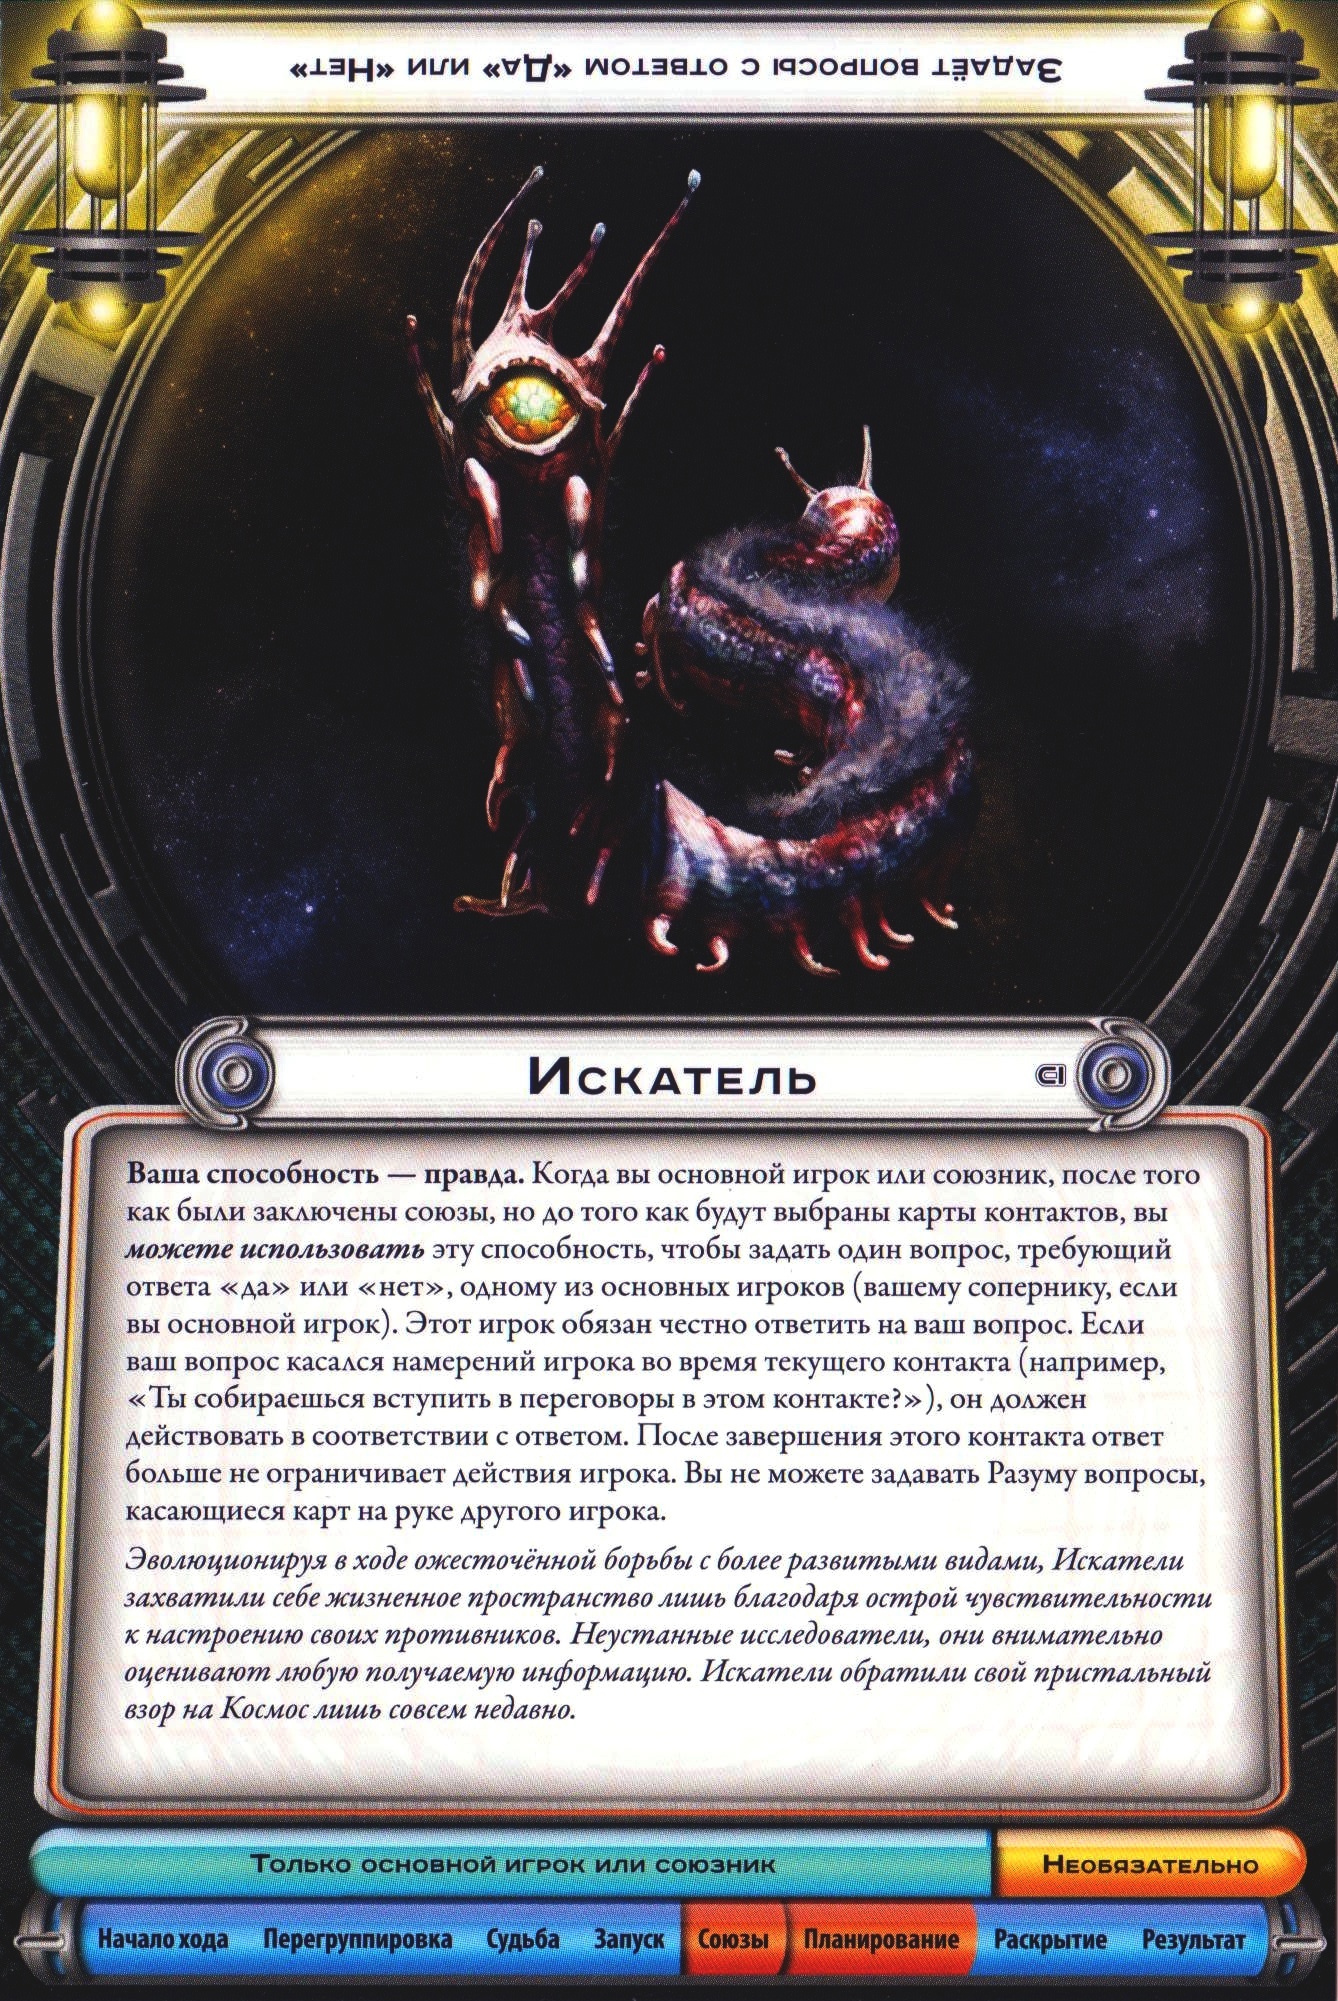 Задаёт вопросы с ответом «Да» или «Нет»
Искатель
Ваша способность — правда. Когда вы основной игрок или союзник, после того
как были заключены союзы, но до того как будут выбраны карты контактов, вы
можете использовать эту способность, чтобы задать один вопрос, требующий
ответа «да» или «нет», одному из основных игроков (вашему сопернику, если
вы основной игрок). Этот игрок обязан честно ответить на ваш вопрос. Если
ваш вопрос касался намерений игрока во время текущего контакта (например,
«Ты собираешься вступить в переговоры в этом контакте?»), он должен
действовать в соответствии с ответом. После завершения этого контакта ответ
больше не ограничивает действия игрока. Вы не можете задавать Разуму вопросы,
касающиеся карт на руке другого игрока.
Эволюционируя в ходе ожесточённой борьбы с более развитыми видами, Искатели
захватили себе жизненное пространство лишь благодаря острой чувствительности
к настроению своих противников. Неустанные исследователи, они внимательно
оценивают любую получаемую информацию. Искатели обратили свой пристальный
взор на Космос лишь совсем недавно.
Только основной игрок или союзник Необязательно
Начало хода Перегруппировка Судьба Запуск Союзы Планирование Раскрытие Результат